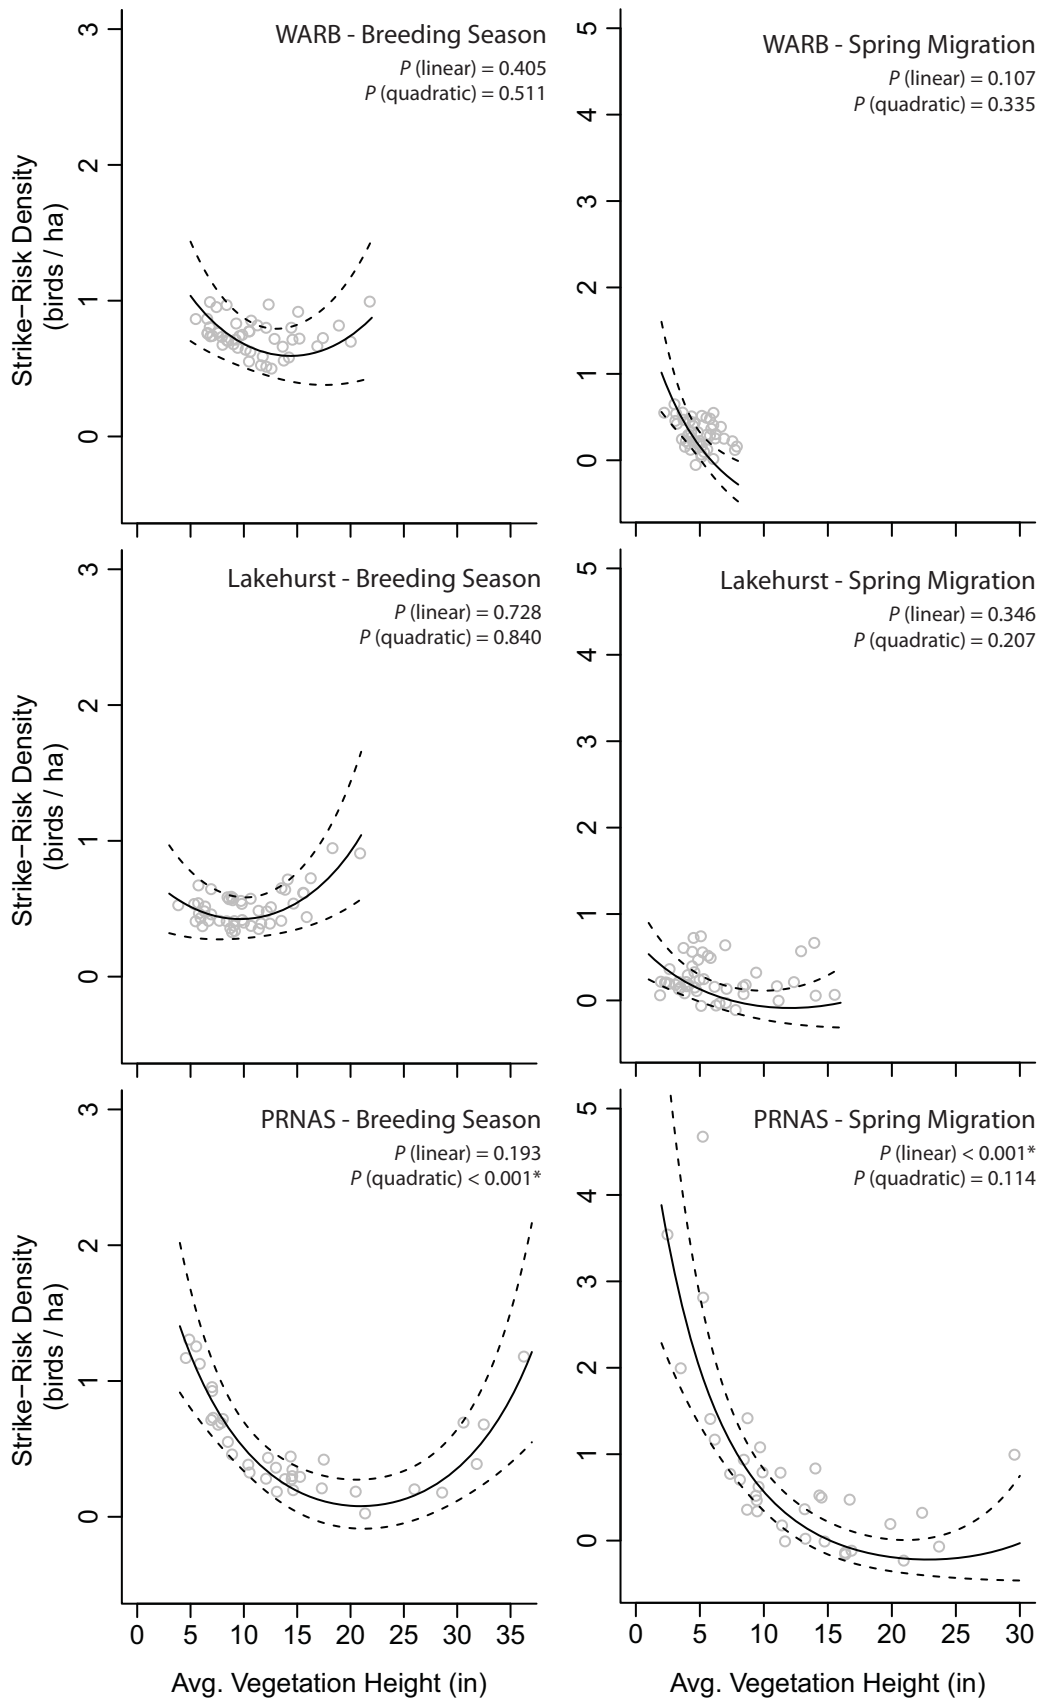 WARB - Breeding Season
P (linear) = 0.405
P (quadratic) = 0.511
3
2
1
0
Strike−Risk Density
(birds / ha)
WARB - Spring Migration
P (linear) = 0.107
P (quadratic) = 0.335
5
4
3
2
1
0
Lakehurst - Breeding Season
P (linear) = 0.728
P (quadratic) = 0.840
3
2
1
0
Strike−Risk Density
(birds / ha)
Lakehurst - Spring Migration
P (linear) = 0.346
P (quadratic) = 0.207
5
4
3
2
1
0
PRNAS - Breeding Season
P (linear) = 0.193
P (quadratic) < 0.001*
3
2
1
0
Strike−Risk Density
(birds / ha)
0 5 10 15 20 25 30 35
Avg. Vegetation Height (in)
PRNAS - Spring Migration
P (linear) < 0.001*
P (quadratic) = 0.114
5
4
3
2
1
0
0 5 10 15 20 25 30
Avg. Vegetation Height (in)